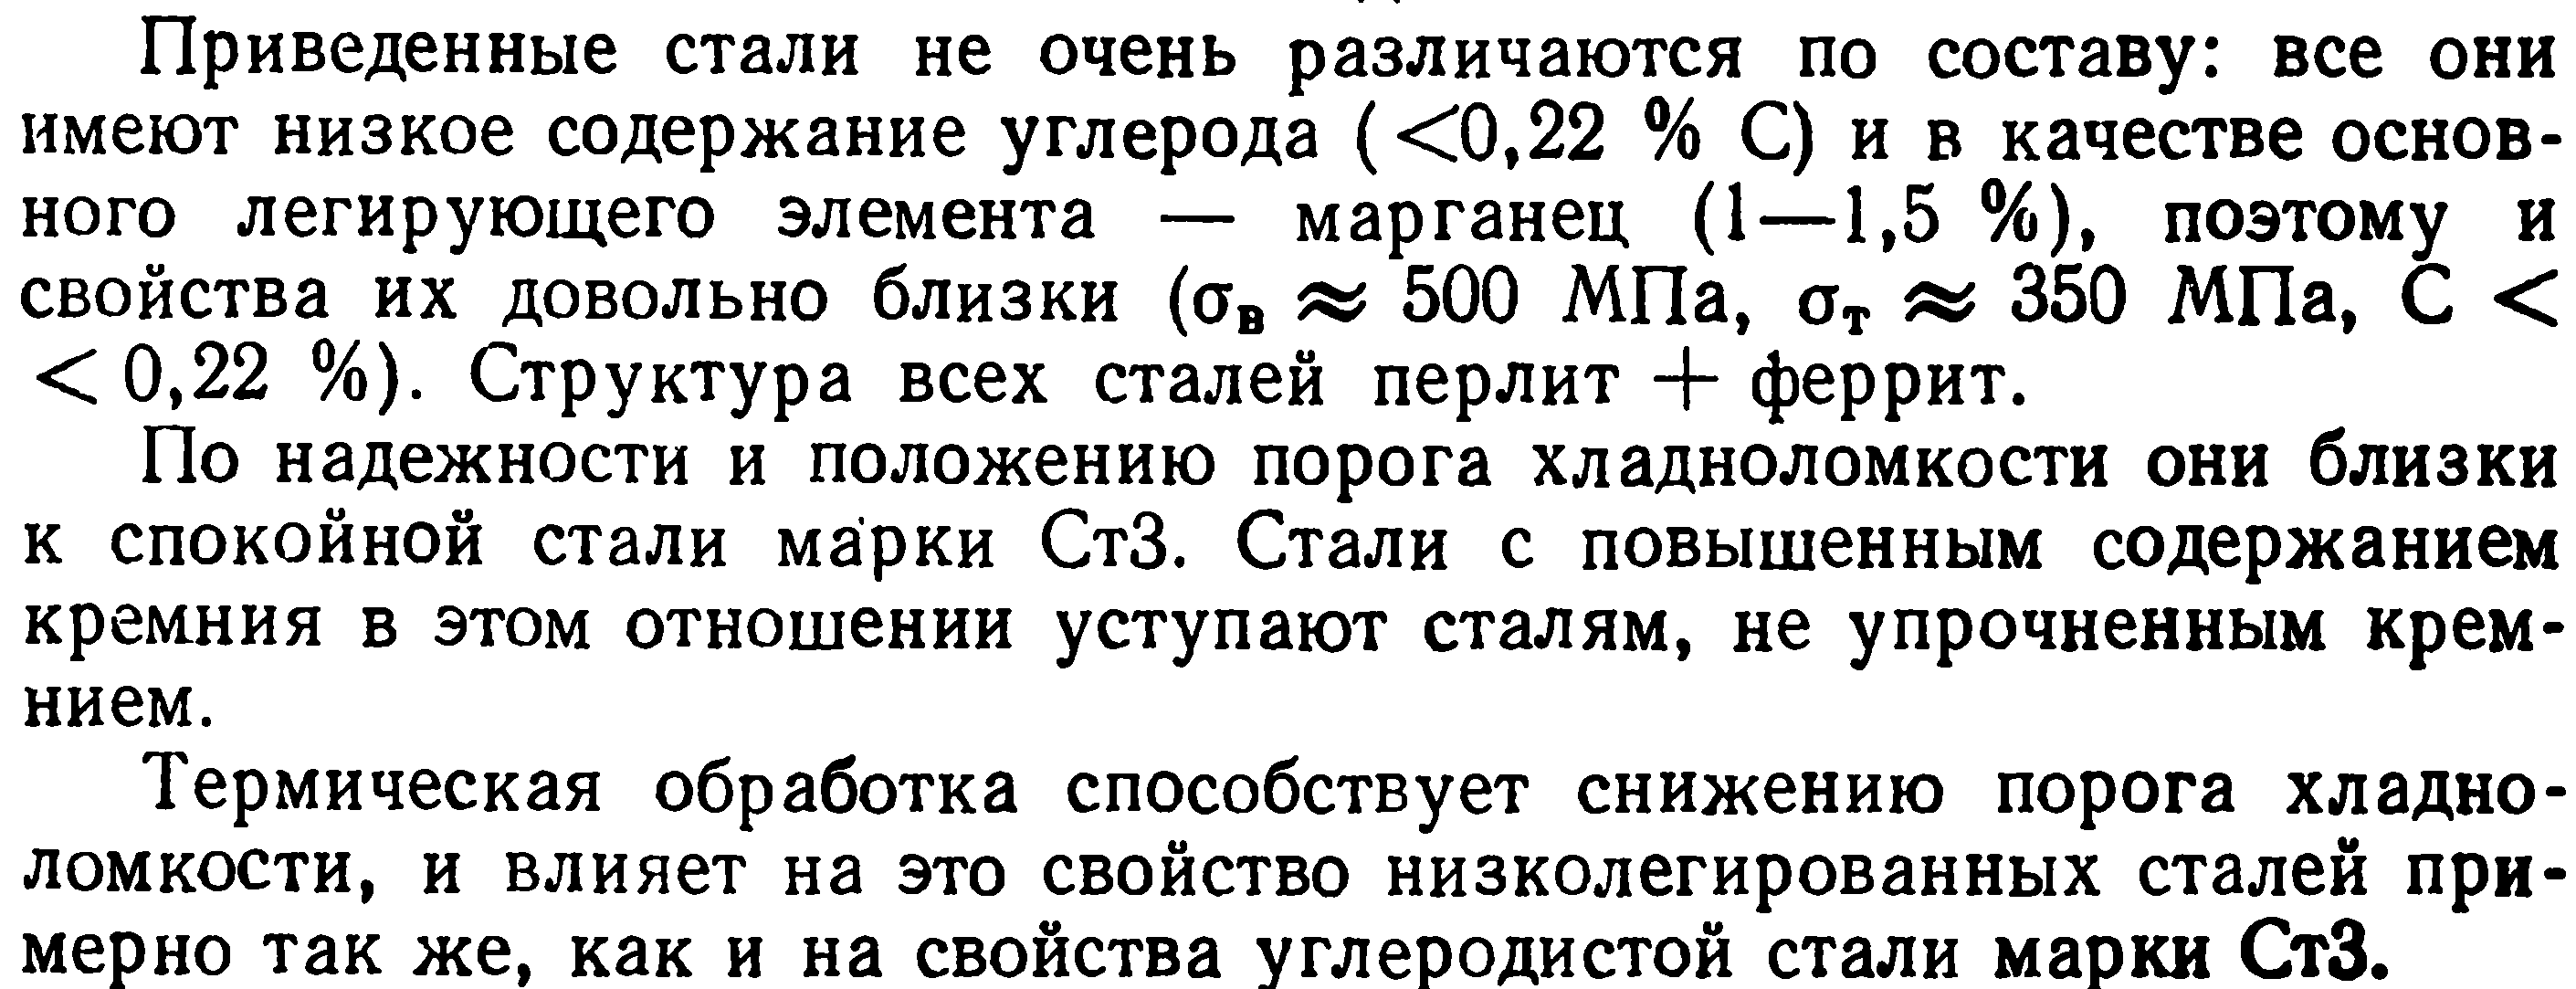 Приведенные стали не очень различаются по составу: все они
имеют низкое содержание углерода (<0,22 % С) и в качестве основ-
ного легирующего элемента — марганец (1—1,5 %), поэтому и
свойства их довольно близки (σв ≈ 500 МПа, σт ≈ 350 МПа, С <
< 0,22 %). Структура всех сталей перлит + феррит.
По надежности и положению порога хладноломкости они близки
к спокойной стали марки Ст3. Стали с повышенным содержанием
кремния в этом отношении уступают сталям, не упрочненным крем-
нием.
Термическая обработка способствует снижению порога хладно-
ломкости, и влияет на это свойство низколегированных сталей при-
мерно так же, как и на свойства углеродистой стали марки Ст3.